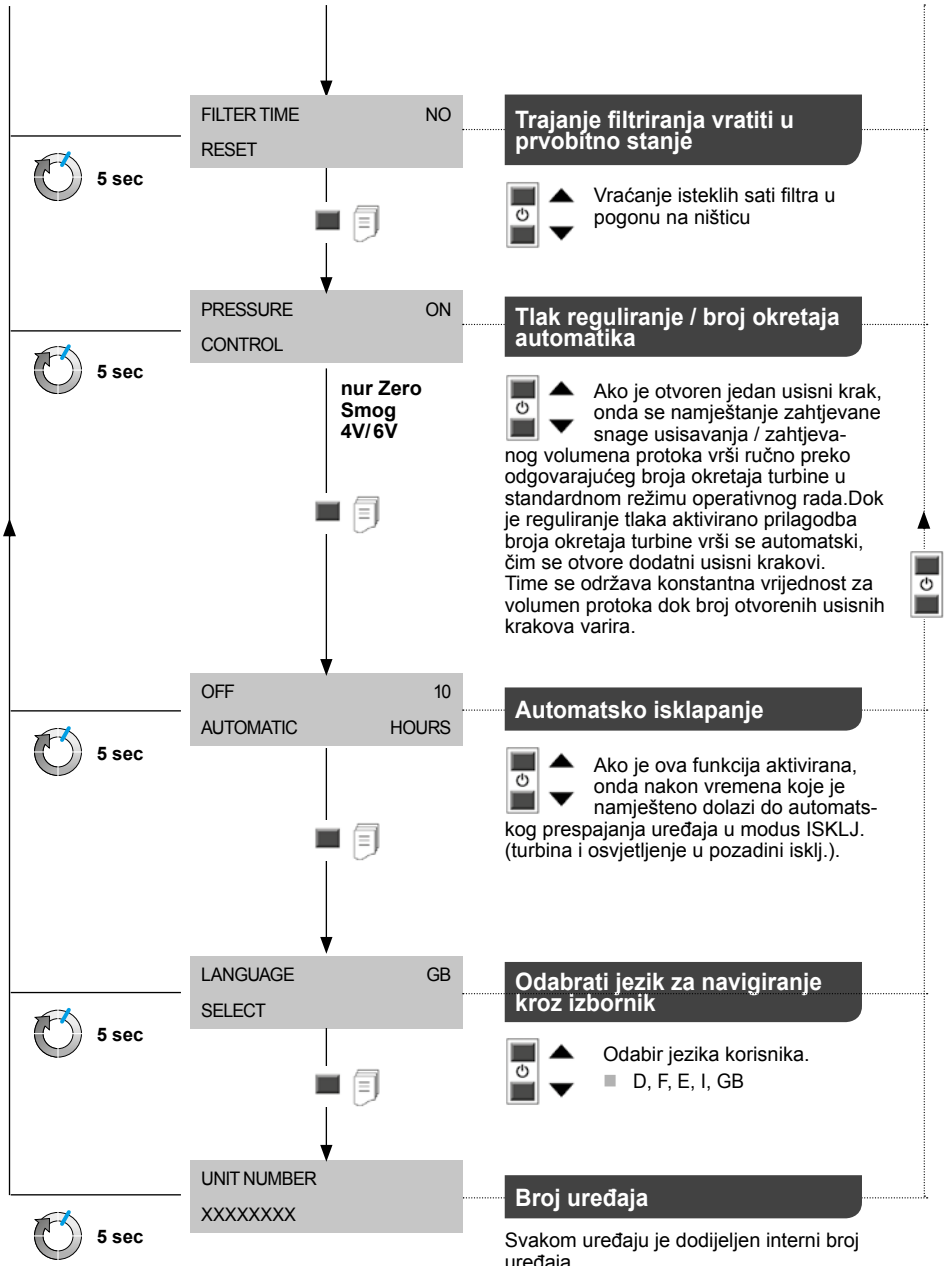 FILTER TIME NO
RESET
5 sec
Trajanje filtriranja vratiti u
prvobitno stanje
Vraćanje isteklih sati filtra u
pogonu na ništicu
PRESSURE ON
CONTROL
5 sec
nur Zero
Smog
4V/ 6V
Tlak reguliranje / broj okretaja
automatika
Ako je otvoren jedan usisni krak,
onda se namještanje zahtjevane
snage usisavanja / zahtjeva-
nog volumena protoka vrši ručno preko
odgovarajućeg broja okretaja turbine u
standardnom režimu operativnog rada.Dok
je reguliranje tlaka aktivirano prilagodba
broja okretaja turbine vrši se automatski,
čim se otvore dodatni usisni krakovi.
Time se održava konstantna vrijednost za
volumen protoka dok broj otvorenih usisnih
krakova varira.
OFF 10
AUTOMATIC HOURS
5 sec
Automatsko isklapanje
Ako je ova funkcija aktivirana,
onda nakon vremena koje je
namješteno dolazi do automats-
kog prespajanja uređaja u modus ISKLJ.
(turbina i osvjetljenje u pozadini isklj.).
LANGUAGE GB
SELECT
5 sec
Odabrati jezik za navigiranje
kroz izbornik
Odabir jezika korisnika.
D, F, E, I, GB
UNIT NUMBER
XXXXXXXX
5 sec
Broj uređaja
Svakom uređaju je dodijeljen interni broj
uređaja